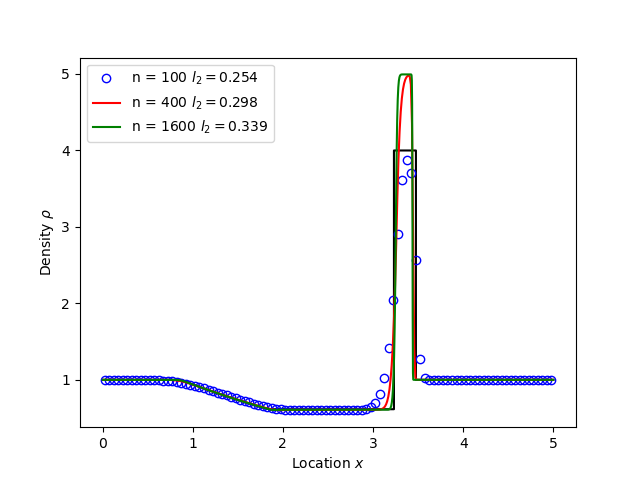 n = 100 l₂ = 0.254
n = 400 l₂ = 0.298
n = 1600 l₂ = 0.339
5
4
3
2
1
Density ρ
0 1 2 3 4 5
Location x